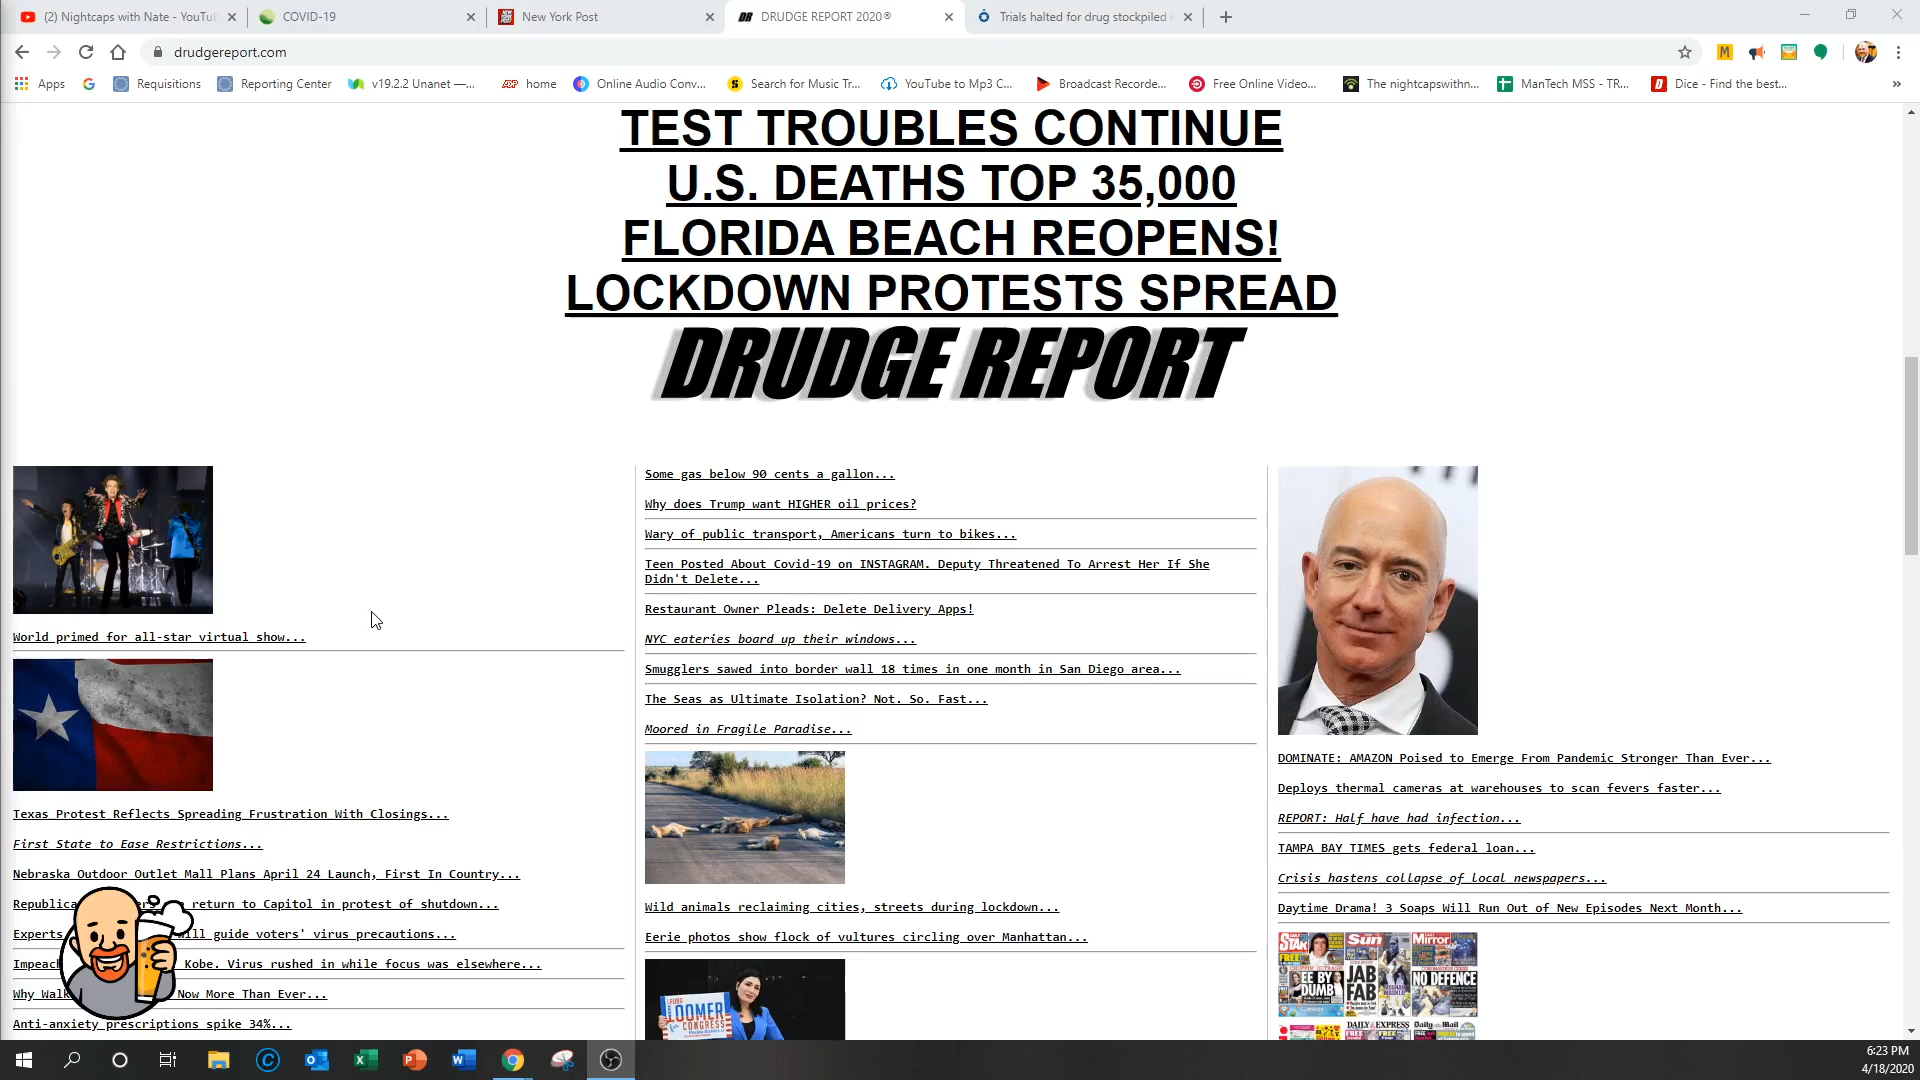 (2) Nightcaps with Nate - YouTu
COVID-19
New York Post
DRUDGE REPORT 2020®
Trials halted for drug stockpiled i
drudgereport.com
Apps
Requisitions
Reporting Center
v19.2.2 Unanet —...
home
Online Audio Conv...
Search for Music Tr...
YouTube to Mp3 C...
Broadcast Recorde...
Free Online Video...
The nightcapswithn...
ManTech MSS - TR...
Dice - Find the best...
TEST TROUBLES CONTINUE
U.S. DEATHS TOP 35,000
FLORIDA BEACH REOPENS!
LOCKDOWN PROTESTS SPREAD
DRUDGE REPORT
World primed for all-star virtual show...
Texas Protest Reflects Spreading Frustration With Closings...
First State to Ease Restrictions...
Nebraska Outdoor Outlet Mall Plans April 24 Launch, First In Country...
return to Capitol in protest of shutdown...
Experts will guide voters' virus precautions...
Kobe. Virus rushed in while focus was elsewhere...
Why Now More Than Ever...
Anti-anxiety prescriptions spike 34%...
Some gas below 90 cents a gallon...
Why does Trump want HIGHER oil prices?
Wary of public transport, Americans turn to bikes...
Teen Posted About Covid-19 on INSTAGRAM. Deputy Threatened To Arrest Her If She
Didn't Delete...
Restaurant Owner Pleads: Delete Delivery Apps!
NYC eateries board up their windows...
Smugglers sawed into border wall 18 times in one month in San Diego area...
The Seas as Ultimate Isolation? Not. So. Fast...
Moored in Fragile Paradise...
Wild animals reclaiming cities, streets during lockdown...
Eerie photos show flock of vultures circling over Manhattan...
LOOMER
CONGRESS
DOMINATE: AMAZON Poised to Emerge From Pandemic Stronger Than Ever...
Deploys thermal cameras at warehouses to scan fevers faster...
REPORT: Half have had infection...
TAMPA BAY TIMES gets federal loan...
Crisis hastens collapse of local newspapers...
Daytime Drama! 3 Soaps Will Run Out of New Episodes Next Month...
STAR
Sun
Mirror
FREE
JAB
FAB
NO DEFENCE
DAILY EXPRESS
Daily Mail
6:23 PM
4/18/2020